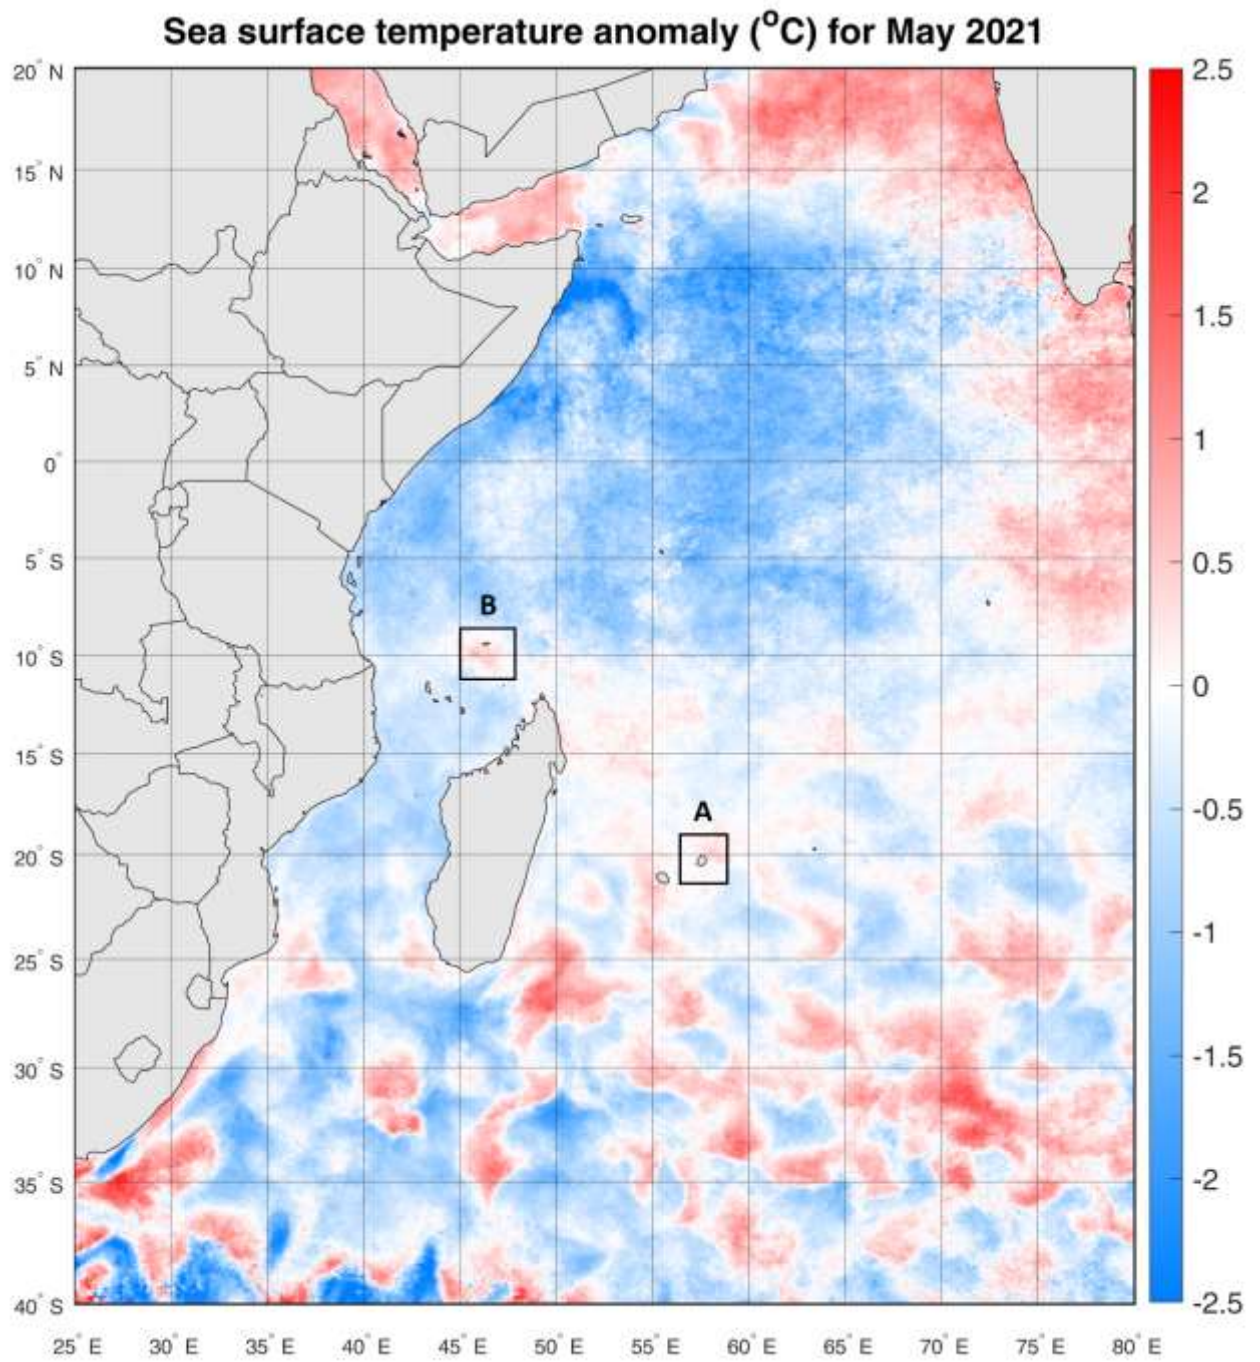 Sea surface temperature anomaly (°C) for May 2021
20° N
15° N
10° N
5° N
0°
5° S
10° S
15° S
20° S
25° S
30° S
35° S
40° S
B
A
25° E 30° E 35° E 40° E 45° E 50° E 55° E 60° E 65° E 70° E 75° E 80° E
2.5
2
1.5
1
0.5
0
-0.5
-1
-1.5
-2
-2.5